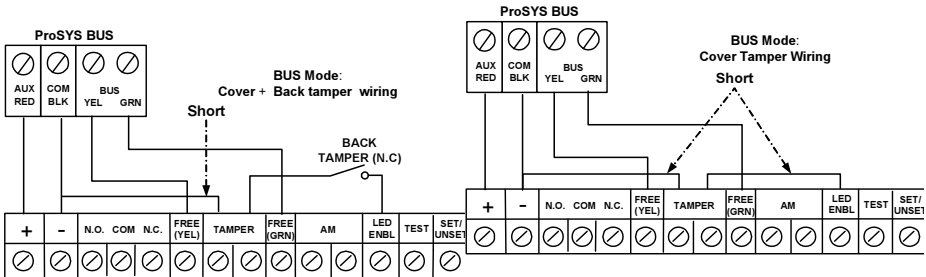 ProSYS BUS
AUX RED
COM BLK
BUS
YEL GRN
BUS Mode:
Cover + Back tamper wiring
Short
BACK
TAMPER (N.C)
+ - N.O. COM N.C. FREE (YEL) TAMPER FREE (GRN) AM LED ENBL TEST SET/ UNSET
ProSYS BUS
AUX RED
COM BLK
BUS
YEL GRN
BUS Mode:
Cover Tamper Wiring
Short
+ - N.O. COM N.C. FREE (YEL) TAMPER FREE (GRN) AM LED ENBL TEST SET/ UNSET